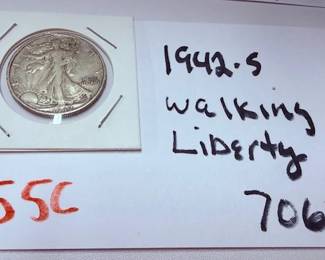 1942-S
Walking
Liberty
55C
706